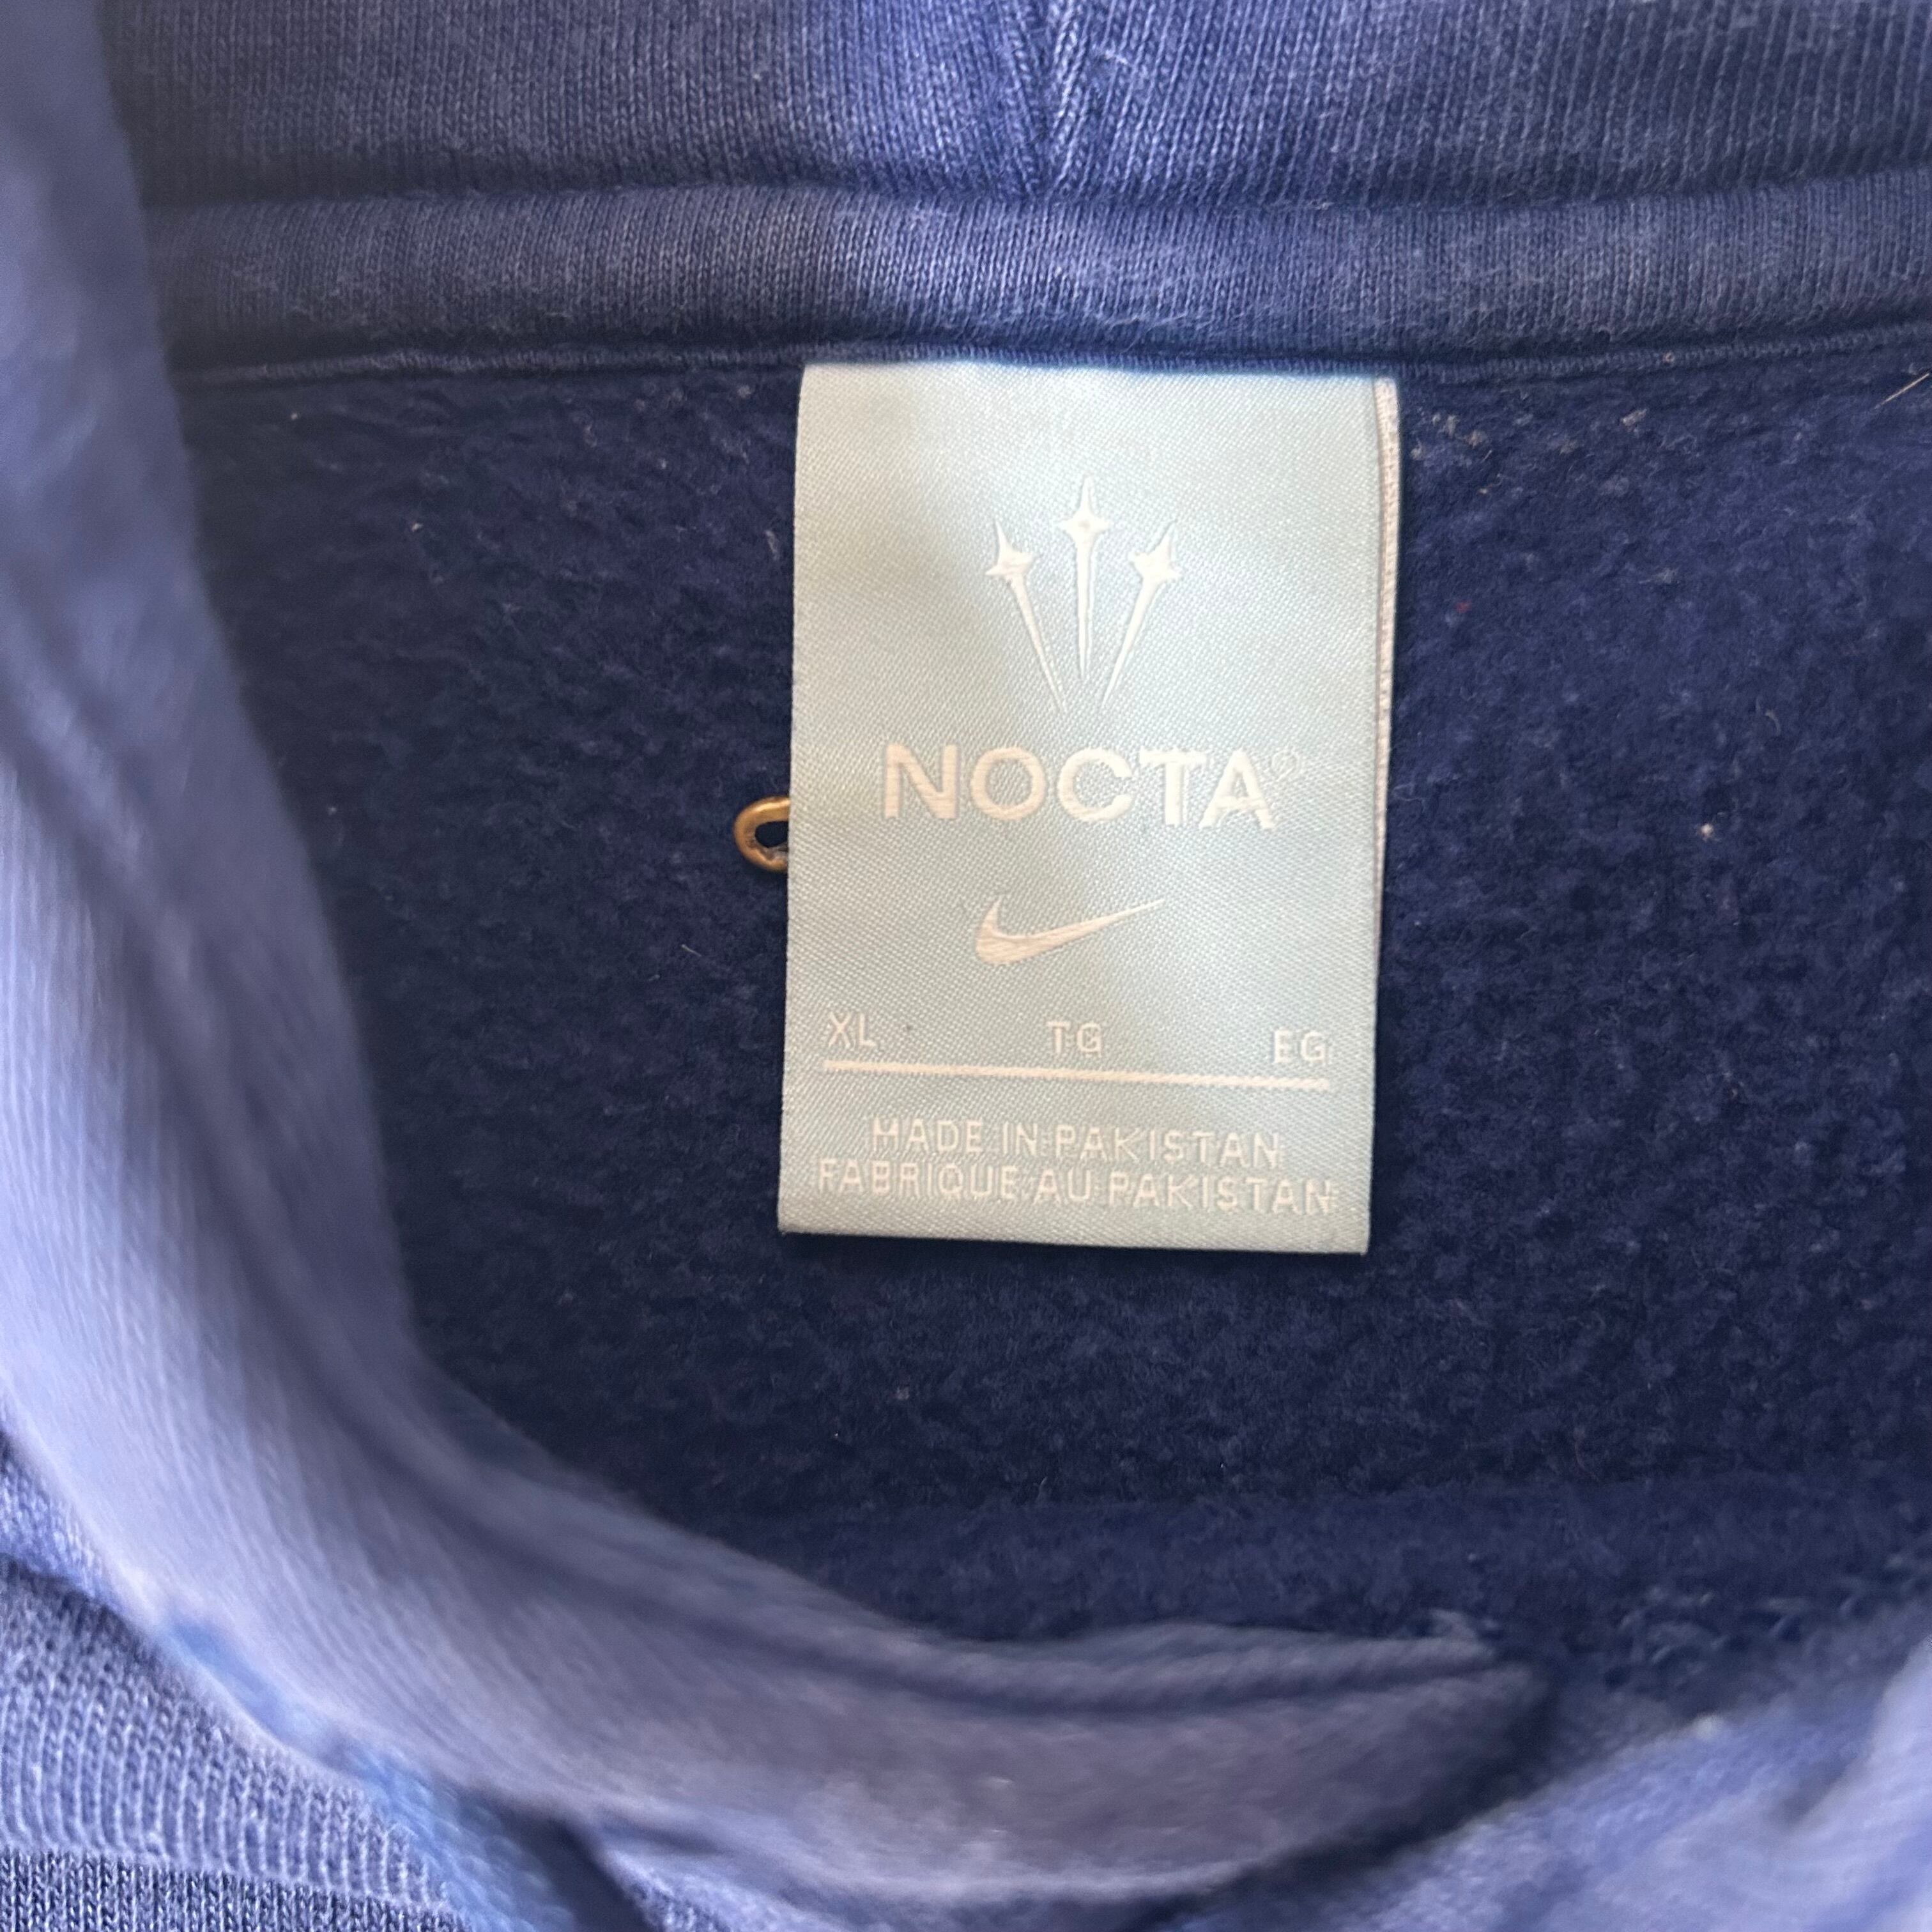 NOCTA
XL TG EG
MADE IN PAKISTAN
FABRIQUE AU PAKISTAN